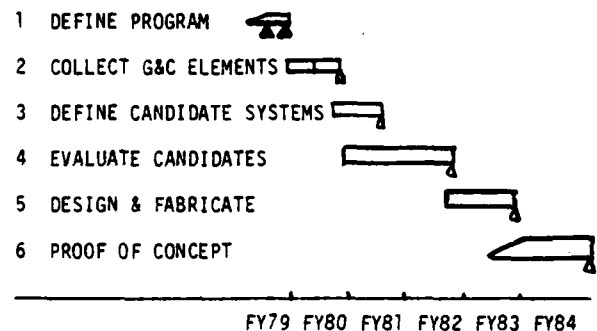 1 DEFINE PROGRAM
2 COLLECT G&C ELEMENTS
3 DEFINE CANDIDATE SYSTEMS
4 EVALUATE CANDIDATES
5 DESIGN & FABRICATE
6 PROOF OF CONCEPT
FY79 FY80 FY81 FY82 FY83 FY84